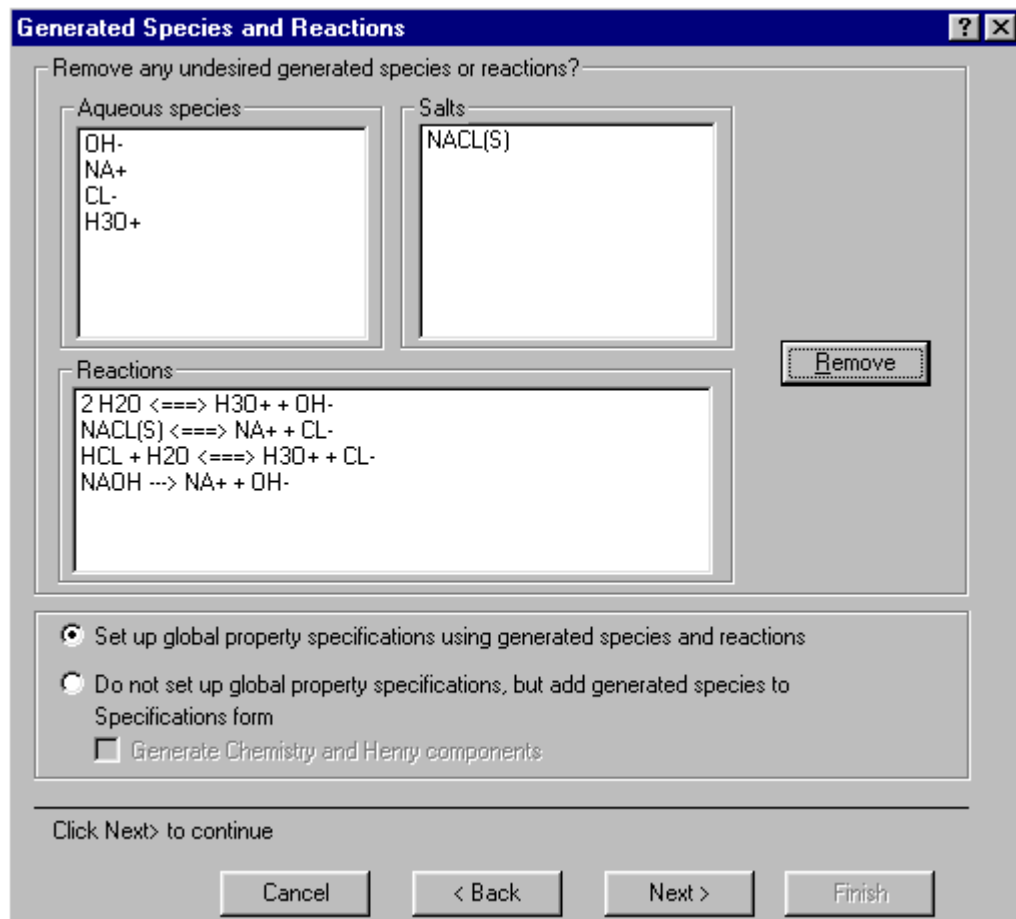 Generated Species and Reactions
Remove any undesired generated species or reactions?
Aqueous species
OH-
NA+
CL-
H3O+
Salts
NACL(S)
Remove
Reactions
2 H2O <===> H3O+ + OH-
NACL(S) <===> NA+ + CL-
HCL + H2O <===> H3O+ + CL-
NAOH ---> NA+ + OH-
Set up global property specifications using generated species and reactions
Do not set up global property specifications, but add generated species to
Specifications form
Generate Chemistry and Henry components
Click Next> to continue
Cancel
< Back
Next >
Finish